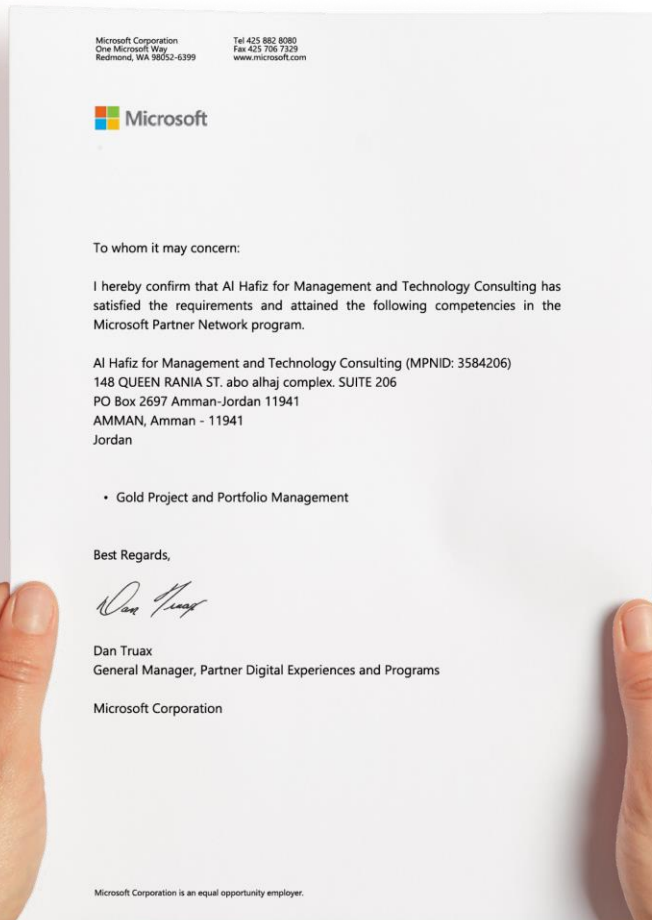 Microsoft Corporation
One Microsoft Way
Redmond, WA 98052-6399
Tel 425 882 8080
Fax 425 706 7329
www.microsoft.com
Microsoft
To whom it may concern:
I hereby confirm that Al Hafiz for Management and Technology Consulting has
satisfied the requirements and attained the following competencies in the
Microsoft Partner Network program.
Al Hafiz for Management and Technology Consulting (MPNID: 3584206)
148 QUEEN RANIA ST. abo alhaj complex. SUITE 206
PO Box 2697 Amman-Jordan 11941
AMMAN, Amman - 11941
Jordan
• Gold Project and Portfolio Management
Best Regards,
Dan Truax
Dan Truax
General Manager, Partner Digital Experiences and Programs
Microsoft Corporation
Microsoft Corporation is an equal opportunity employer.